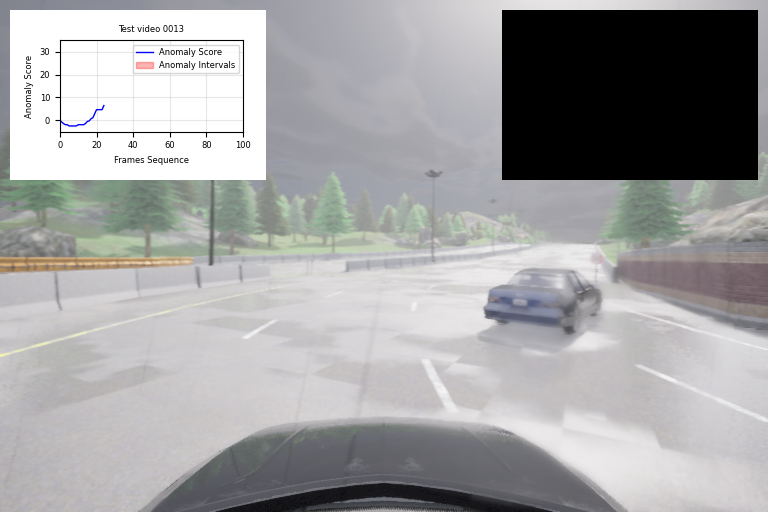 Test video 0013
Anomaly Score
Anomaly Intervals
Anomaly Score
30
20
10
0
0 20 40 60 80 100
Frames Sequence